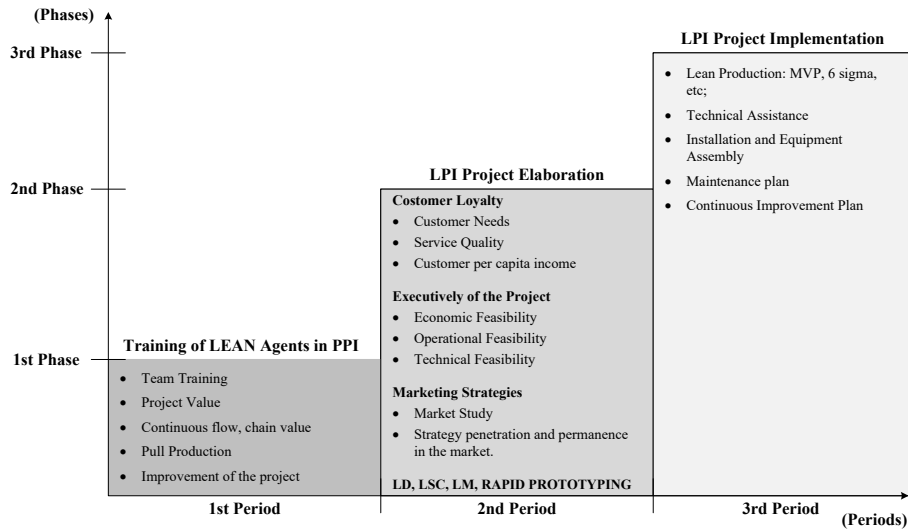 (Phases)
3rd Phase
2nd Phase
1st Phase
Training of LEAN Agents in PPI
• Team Training
• Project Value
• Continuous flow, chain value
• Pull Production
• Improvement of the project
LPI Project Elaboration
Costomer Loyalty
• Customer Needs
• Service Quality
• Customer per capita income
Executively of the Project
• Economic Feasibility
• Operational Feasibility
• Technical Feasibility
Marketing Strategies
• Market Study
• Strategy penetration and permanence
in the market.
LD, LSC, LM, RAPID PROTOTYPING
LPI Project Implementation
• Lean Production: MVP, 6 sigma,
etc;
• Technical Assistance
• Installation and Equipment
Assembly
• Maintenance plan
• Continuous Improvement Plan
1st Period
2nd Period
3rd Period
(Periods)